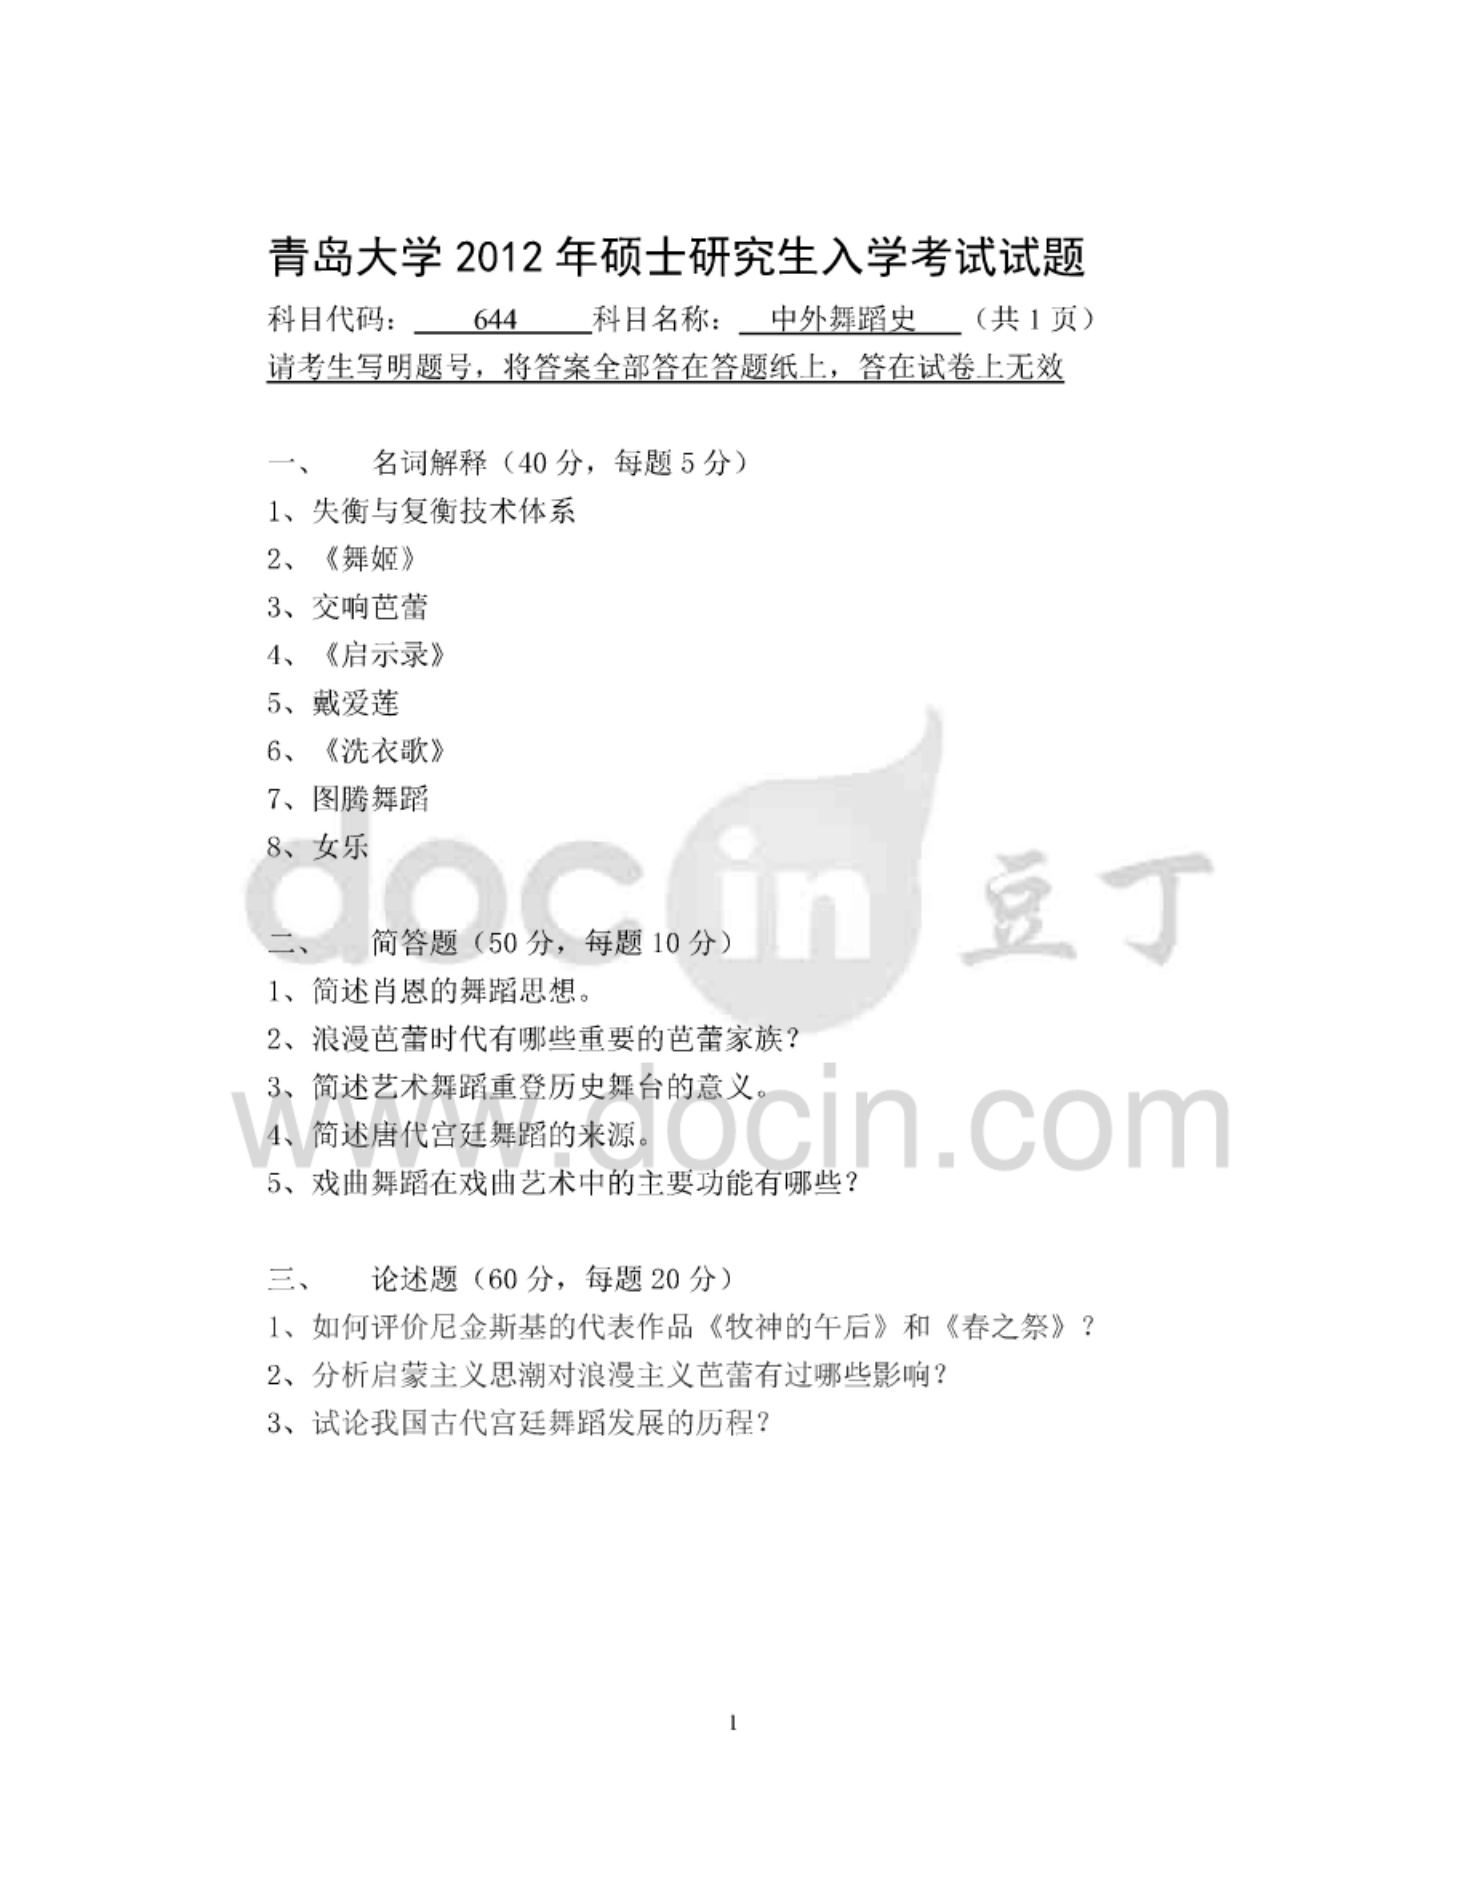 青岛大学 2012 年硕士研究生入学考试试题
科目代码： 644 科目名称： 中外舞蹈史 （共 1 页）
请考生写明题号，将答案全部答在答题纸上，答在试卷上无效
一、 名词解释（40 分，每题 5 分）
1、失衡与复衡技术体系
2、《舞姬》
3、交响芭蕾
4、《启示录》
5、戴爱莲
6、《洗衣歌》
7、图腾舞蹈
8、女乐
docin 豆丁
二、 简答题（50 分，每题 10 分）
1、简述肖恩的舞蹈思想。
2、浪漫芭蕾时代有哪些重要的芭蕾家族？
3、简述艺术舞蹈重登历史舞台的意义。
www.docin.com
4、简述唐代宫廷舞蹈的来源。
5、戏曲舞蹈在戏曲艺术中的主要功能有哪些？
三、 论述题（60 分，每题 20 分）
1、如何评价尼金斯基的代表作品《牧神的午后》和《春之祭》？
2、分析启蒙主义思潮对浪漫主义芭蕾有过哪些影响？
3、试论我国古代宫廷舞蹈发展的历程？
1